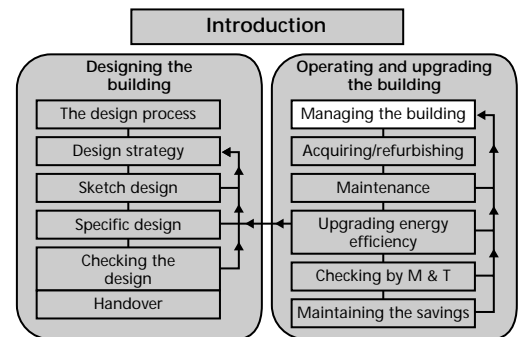 Introduction
Designing the
building
The design process
Design strategy
Sketch design
Specific design
Checking the
design
Handover
Operating and upgrading
the building
Managing the building
Acquiring/refurbishing
Maintenance
Upgrading energy
efficiency
Checking by M & T
Maintaining the savings